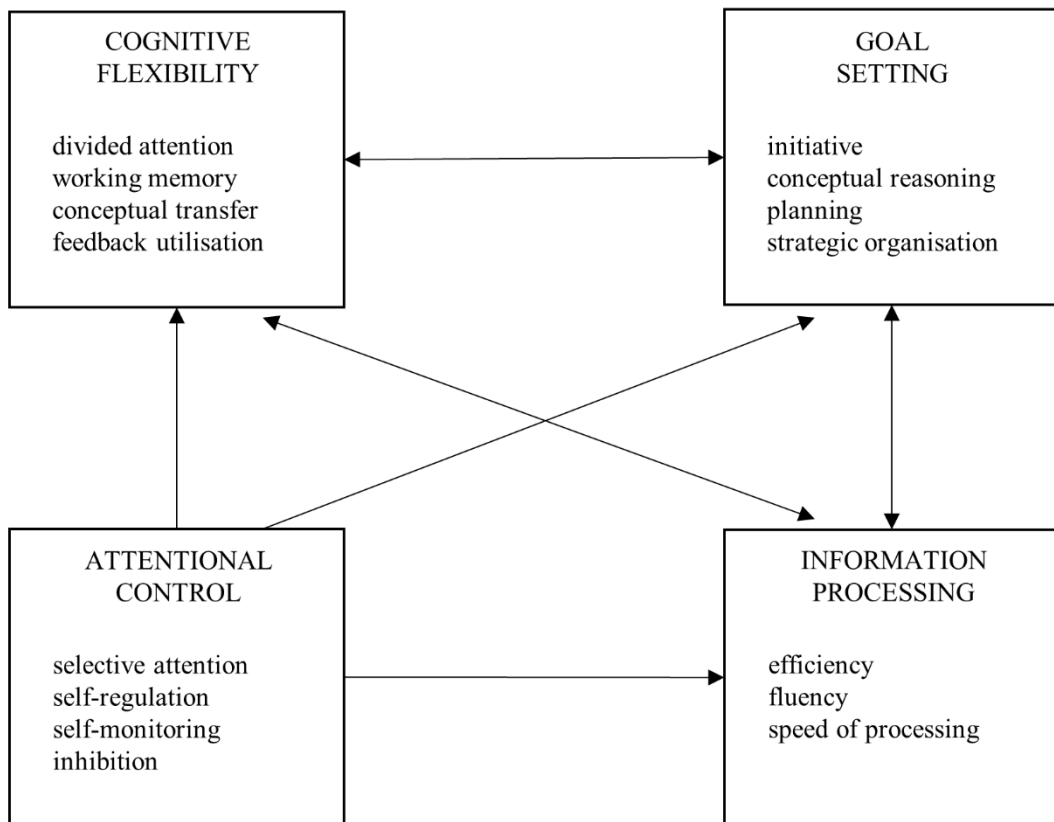 COGNITIVE
FLEXIBILITY
divided attention
working memory
conceptual transfer
feedback utilisation
GOAL
SETTING
initiative
conceptual reasoning
planning
strategic organisation
ATTENTIONAL
CONTROL
selective attention
self-regulation
self-monitoring
inhibition
INFORMATION
PROCESSING
efficiency
fluency
speed of processing